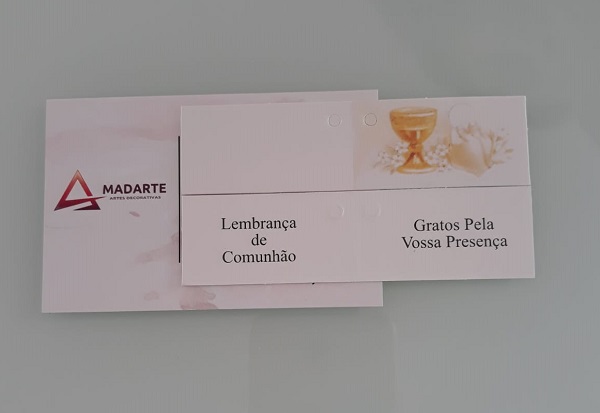 MADARTE
ARTES DECORATIVAS
Lembrança
de
Comunhão
Gratos Pela
Vossa Presença